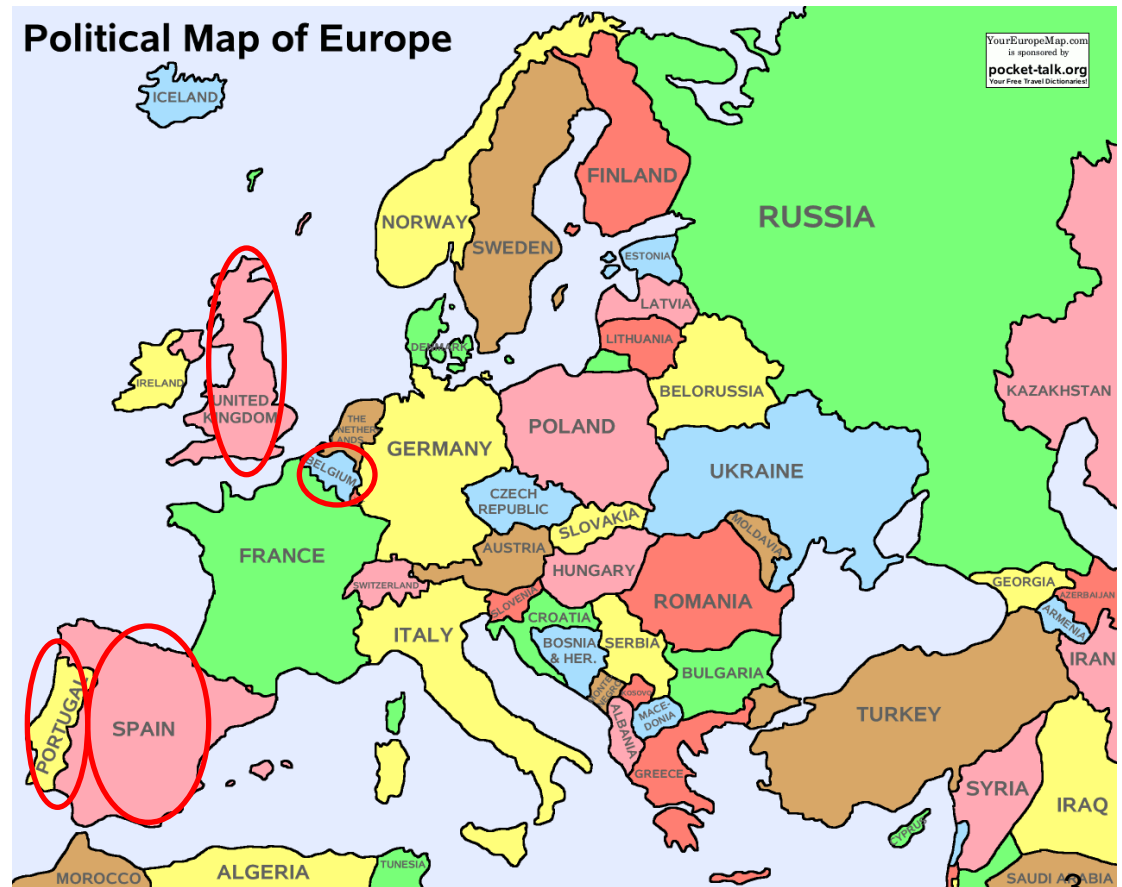 Political Map of Europe
YourEuropeMap.com
is sponsored by
pocket-talk.org
Your Free Travel Dictionaries!
ICELAND
FINLAND
RUSSIA
NORWAY
SWEDEN
ESTONIA
LATVIA
LITHUANIA
DENMARK
IRELAND
UNITED
KINGDOM
BELORUSSIA
KAZAKHSTAN
THE
NETHER
LANDS
POLAND
GERMANY
BELGIUM
UKRAINE
CZECH
REPUBLIC
SLOVAKIA
MOLDAVIA
FRANCE
AUSTRIA
HUNGARY
SWITZERLAND
SLOVENIA
ROMANIA
GEORGIA
AZERBAIJAN
ARMENIA
CROATIA
ITALY
BOSNIA
& HER.
SERBIA
BULGARIA
IRAN
MONTE
NEGRO
KOSOVO
MACE-
DONIA
ALBANIA
PORTUGAL
SPAIN
TURKEY
GREECE
SYRIA
IRAQ
CYPRUS
MOROCCO
ALGERIA
TUNESIA
SAUDI ARABIA